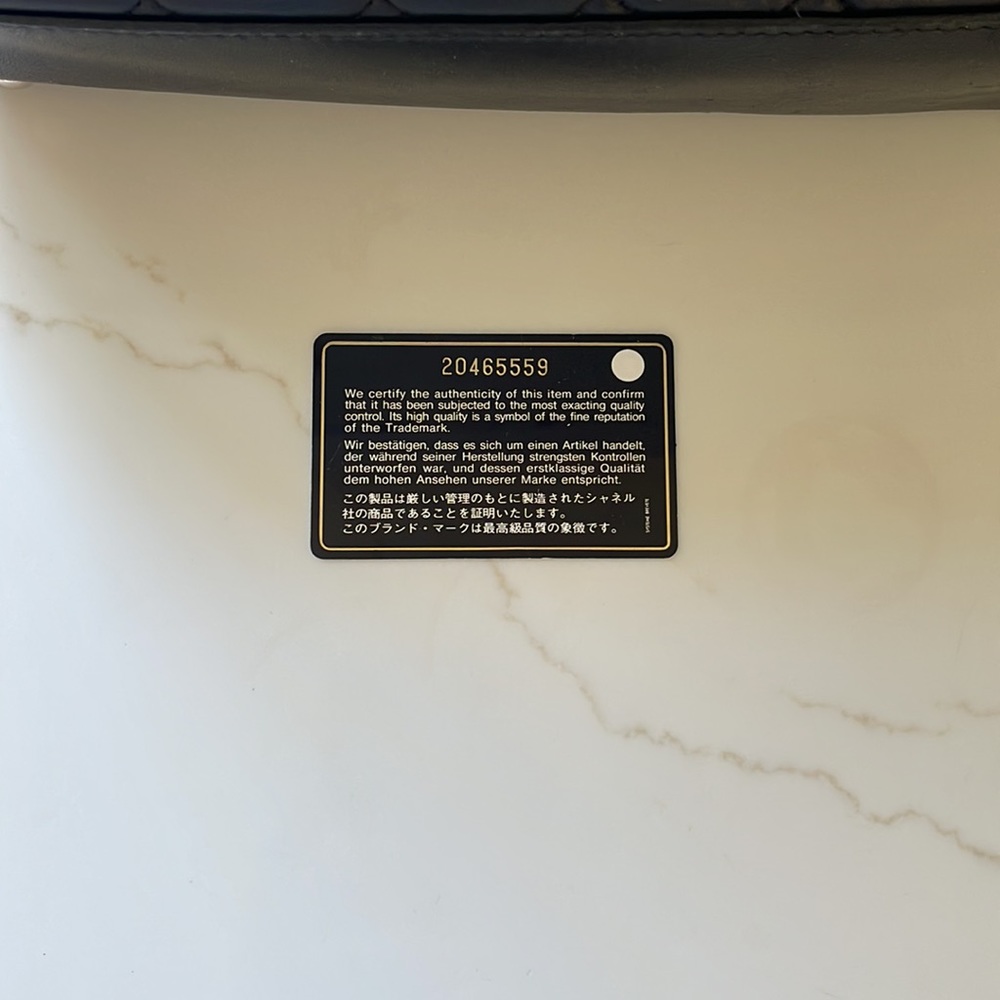 20465559
We certify the authenticity of this item and confirm
that it has been subjected to the most exacting quality
control. Its high quality is a symbol of the fine reputation
of the Trademark.
Wir bestätigen, dass es sich um einen Artikel handelt,
der während seiner Herstellung strengsten Kontrollen
unterworfen war, und dessen erstklassige Qualität
dem hohen Ansehen unserer Marke entspricht.
この製品は厳しい管理のもとに製造されたシャネル
社の商品であることを証明いたします。
このブランド・マークは最高級品質の象徴です。